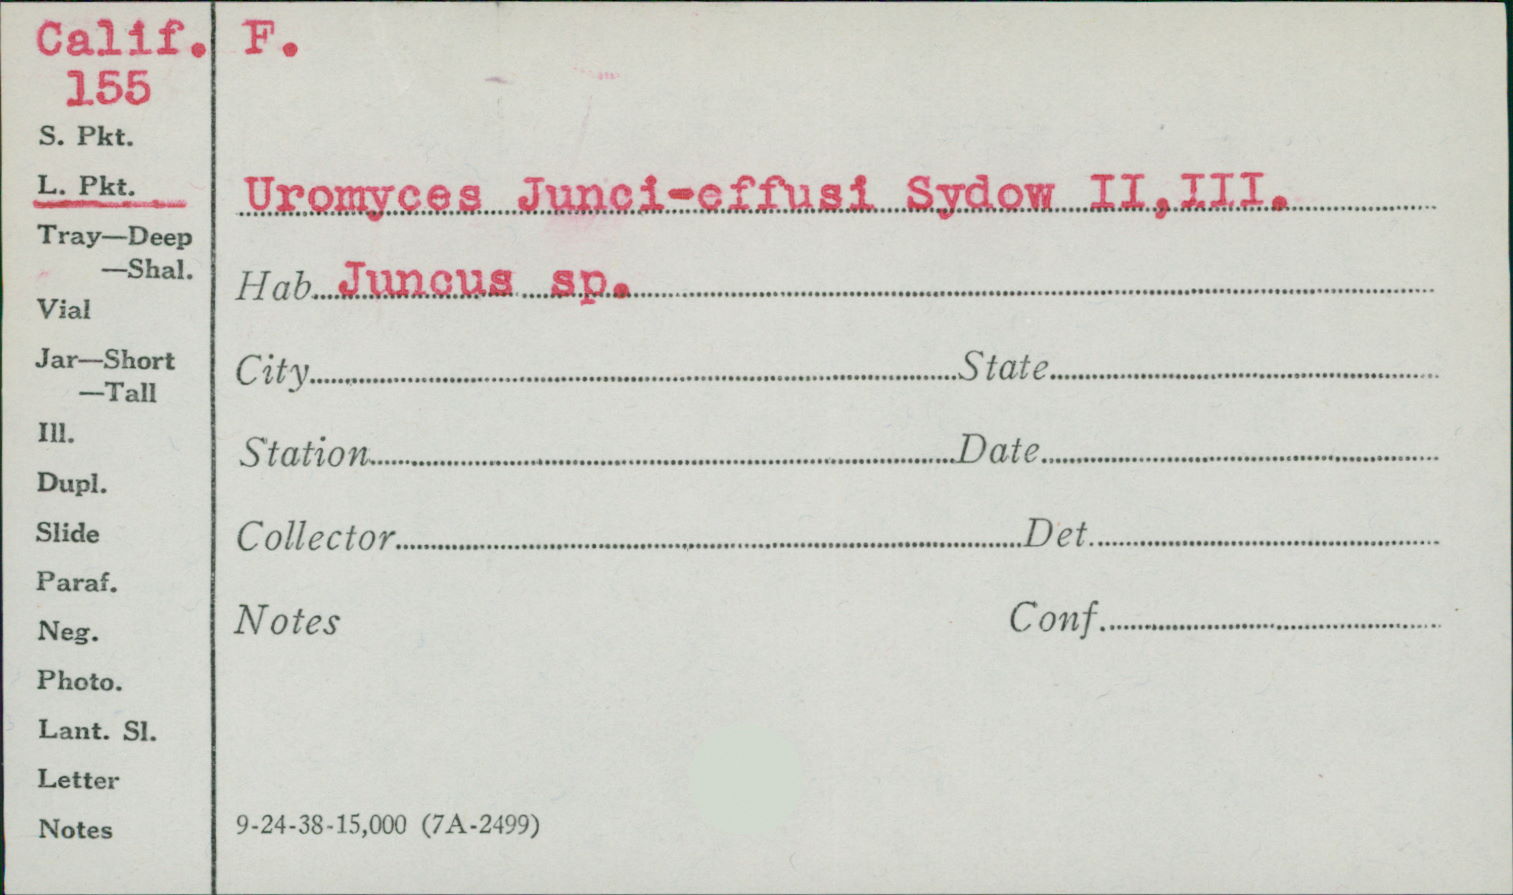 Calif. F.
155
S. Pkt.
L. Pkt.
Uromyces Junci-effusi Sydow II,III.
Tray—Deep
—Shal.
Hab. Juncus sp.
Vial
Jar—Short
—Tall
City State
Ill.
Station Date
Dupl.
Slide
Collector Det.
Paraf.
Neg.
Notes Conf.
Photo.
Lant. Sl.
Letter
Notes
9-24-38-15,000 (7A-2499)